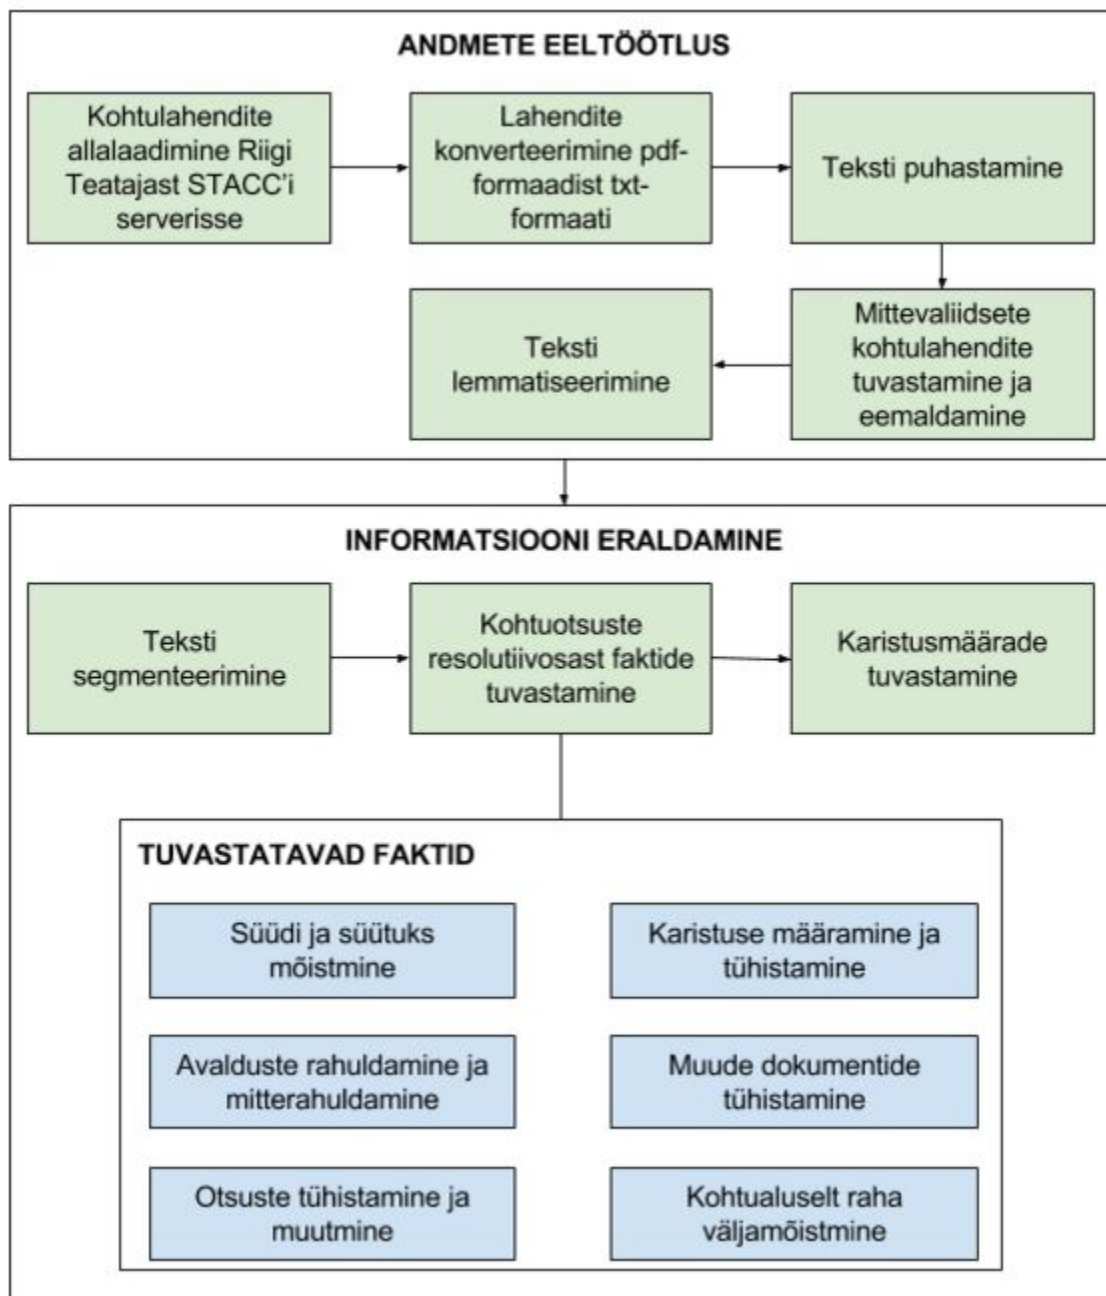 ANDMETE EELTÖÖTLUS
Kohtulahendite
allalaadimine Riigi
Teatajast STACC'i
serverisse
Lahendite
konverteerimine pdf-
formaadist txt-
formaati
Teksti puhastamine
Mittevaliidsete
kohtulahendite
tuvastamine ja
eemaldamine
Teksti
lemmatiseerimine
INFORMATSIOONI ERALDAMINE
Teksti
segmenteerimine
Kohtuotsuste
resolutiivosast faktide
tuvastamine
Karistusmäärade
tuvastamine
TUVASTATAVAD FAKTID
Süüdi ja süütuks
mõistmine
Karistuse määramine ja
tühistamine
Avalduste rahuldamine ja
mitterahuldamine
Muude dokumentide
tühistamine
Otsuste tühistamine ja
muutmine
Kohtualuselt raha
väljamõistmine